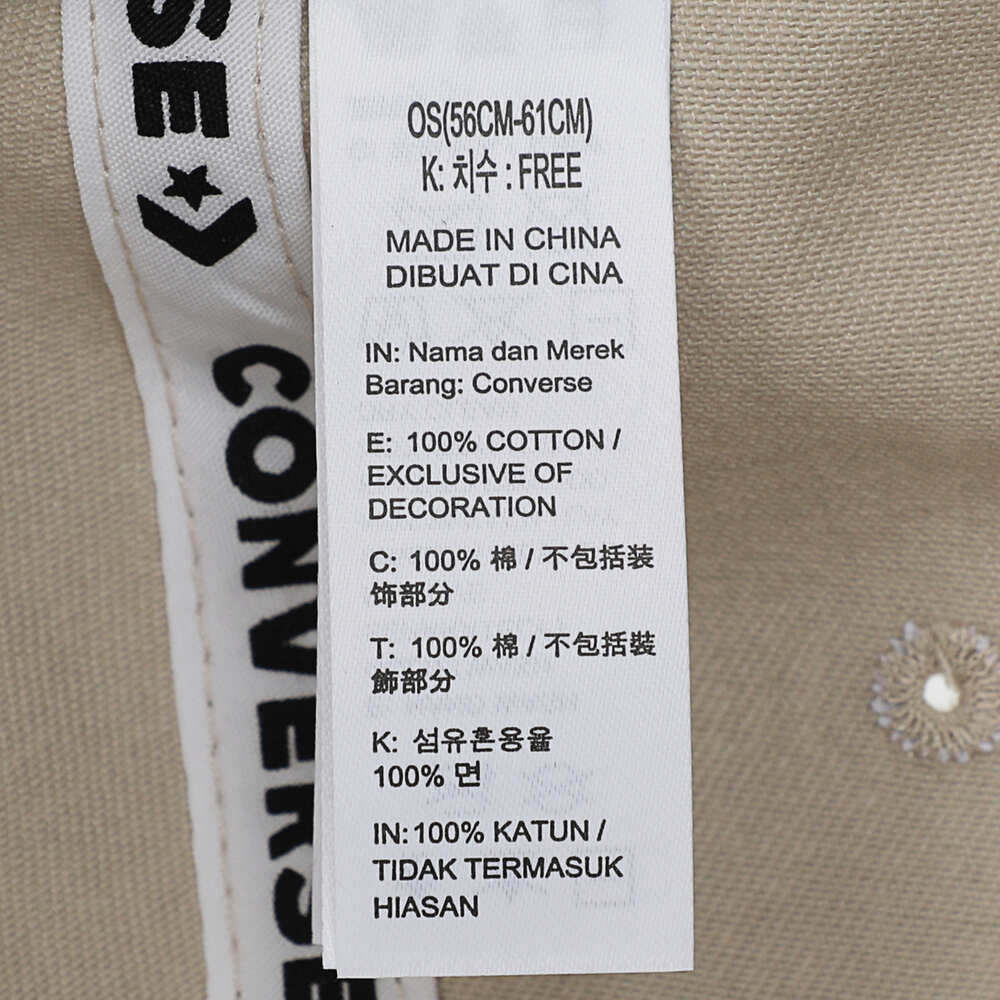 SE
CONVERSE
OS(56CM-61CM)
K: 치수 : FREE
MADE IN CHINA
DIBUAT DI CINA
IN: Nama dan Merek
Barang: Converse
E: 100% COTTON /
EXCLUSIVE OF
DECORATION
C: 100% 棉 / 不包括装
饰部分
T: 100% 棉 / 不包括裝
飾部分
K: 섬유혼용율
100% 면
IN:100% KATUN /
TIDAK TERMASUK
HIASAN